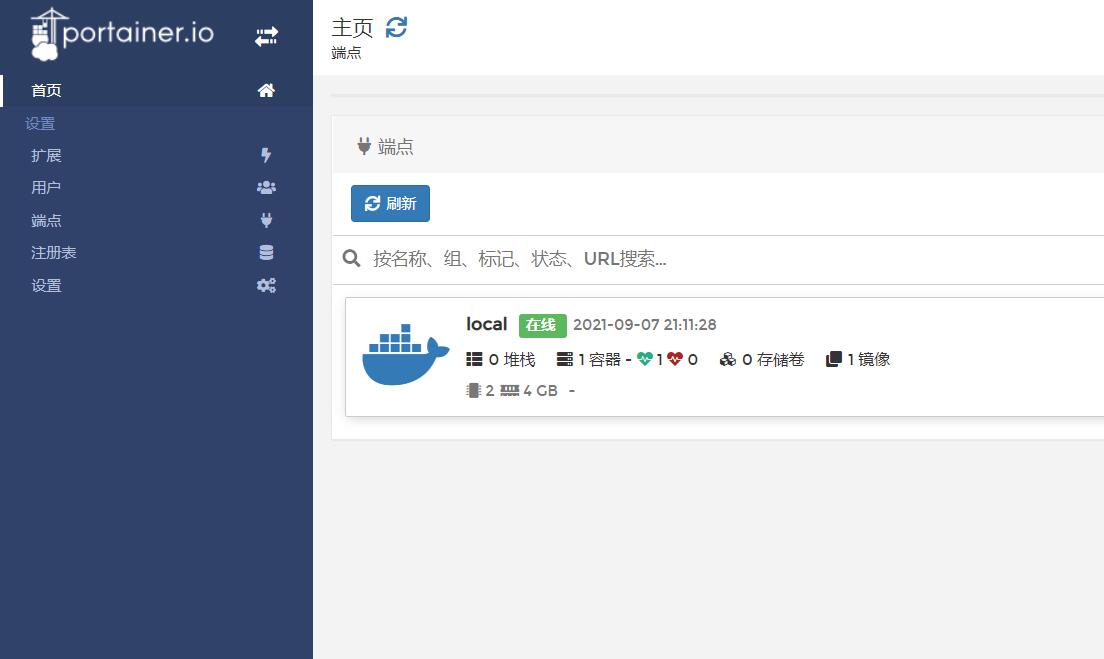 portainer.io
首页
设置
扩展
用户
端点
注册表
设置
主页
端点
端点
刷新
按名称、组、标记、状态、URL搜索...
local 在线 2021-09-07 21:11:28
0 堆栈 1 容器 - 1 0 0 存储卷 1 镜像
2 4 GB -